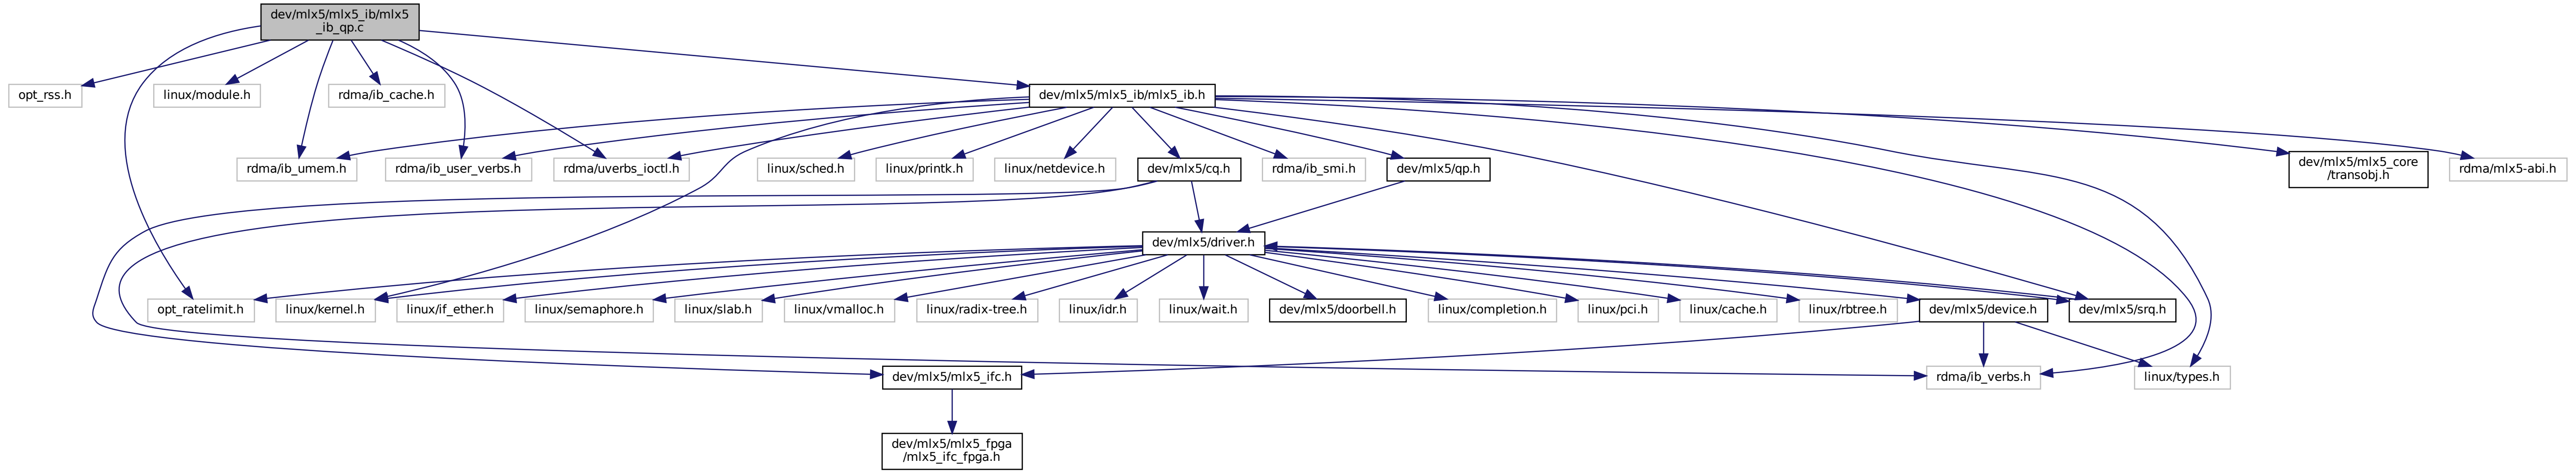 dev/mlx5/mlx5_ib/mlx5
_ib_qp.c
opt_rss.h
linux/module.h
rdma/ib_cache.h
dev/mlx5/mlx5_ib/mlx5_ib.h
rdma/ib_umem.h
rdma/ib_user_verbs.h
rdma/uverbs_ioctl.h
linux/sched.h
linux/printk.h
linux/netdevice.h
dev/mlx5/cq.h
rdma/ib_smi.h
dev/mlx5/qp.h
dev/mlx5/mlx5_core
/transobj.h
rdma/mlx5-abi.h
dev/mlx5/driver.h
opt_ratelimit.h
linux/kernel.h
linux/if_ether.h
linux/semaphore.h
linux/slab.h
linux/vmalloc.h
linux/radix-tree.h
linux/idr.h
linux/wait.h
dev/mlx5/doorbell.h
linux/completion.h
linux/pci.h
linux/cache.h
linux/rbtree.h
dev/mlx5/device.h
dev/mlx5/srq.h
dev/mlx5/mlx5_ifc.h
rdma/ib_verbs.h
linux/types.h
dev/mlx5/mlx5_fpga
/mlx5_ifc_fpga.h